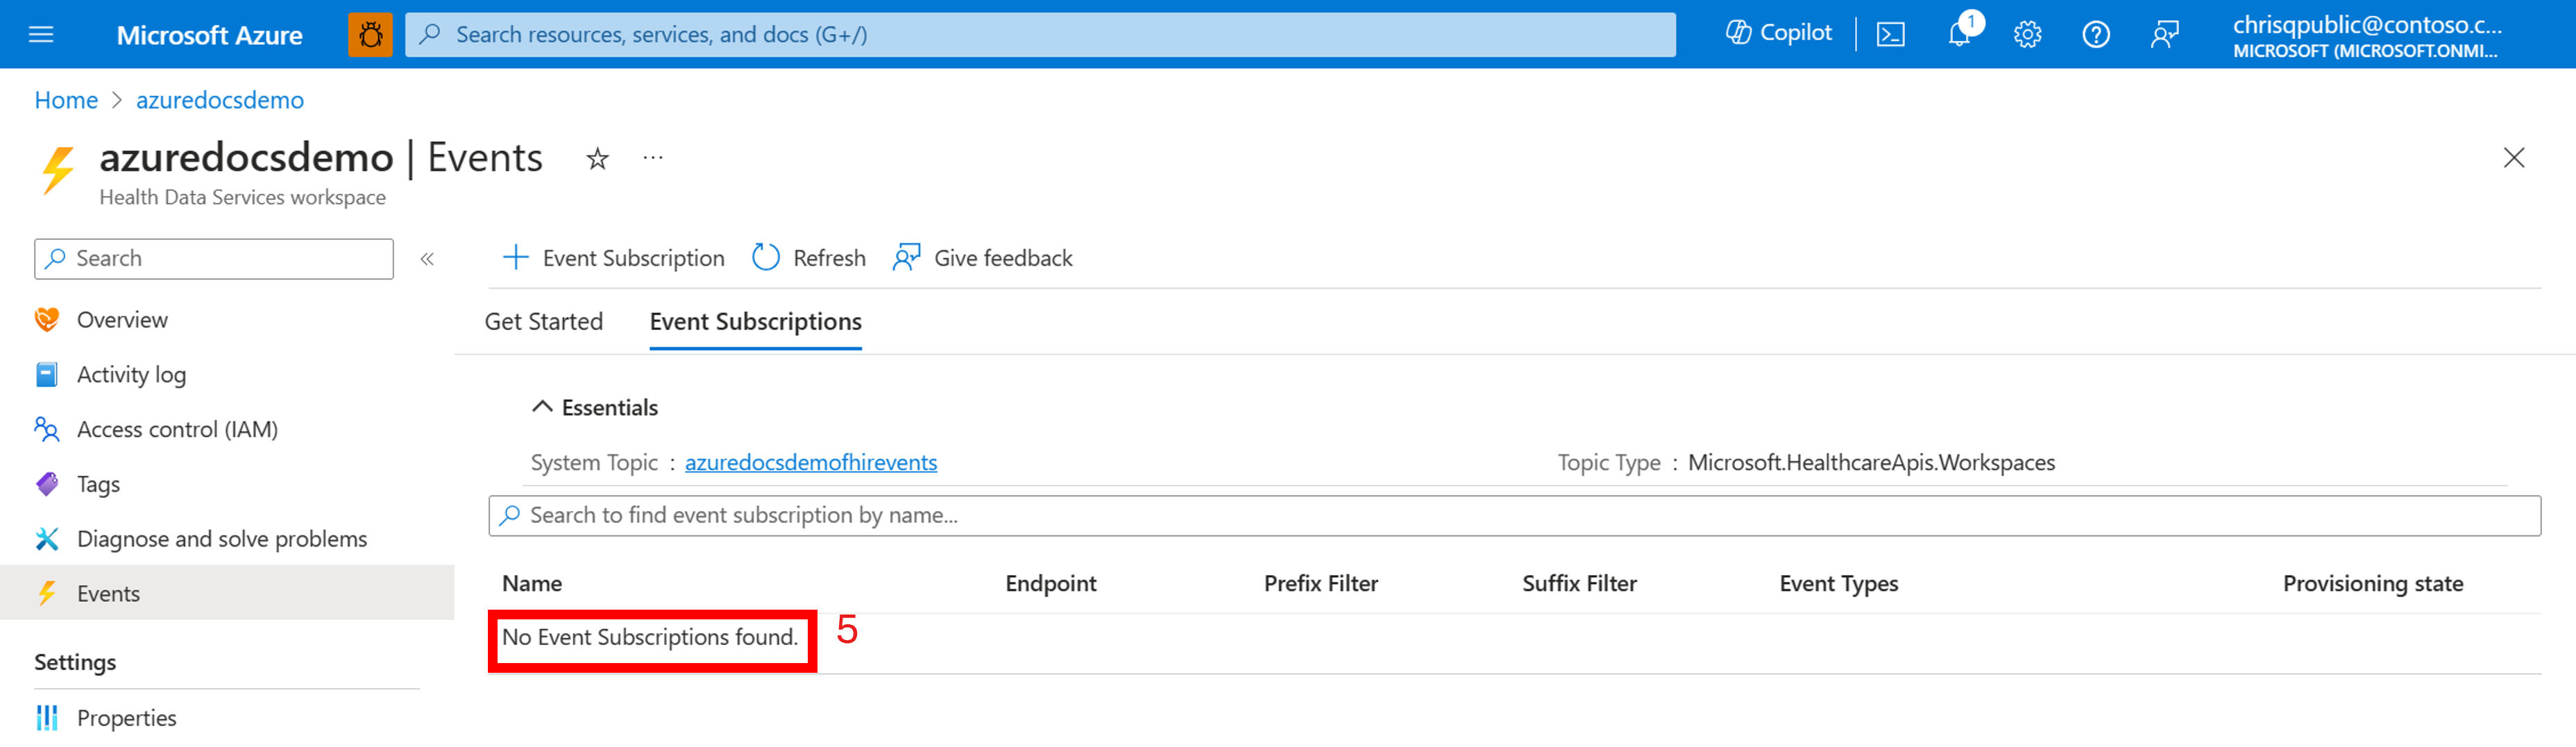 Microsoft Azure
Search resources, services, and docs (G+/)
Copilot
1
chrisqpublic@contoso.c...
MICROSOFT (MICROSOFT.ONMI...
Home > azuredocsdemo
azuredocsdemo | Events
Health Data Services workspace
Search
Event Subscription
Refresh
Give feedback
Get Started
Event Subscriptions
Overview
Activity log
Access control (IAM)
Tags
Diagnose and solve problems
Events
Settings
Properties
Essentials
System Topic : azuredocsdemofhirevents
Topic Type : Microsoft.HealthcareApis.Workspaces
Search to find event subscription by name...
Name Endpoint Prefix Filter Suffix Filter Event Types Provisioning state
No Event Subscriptions found.
5